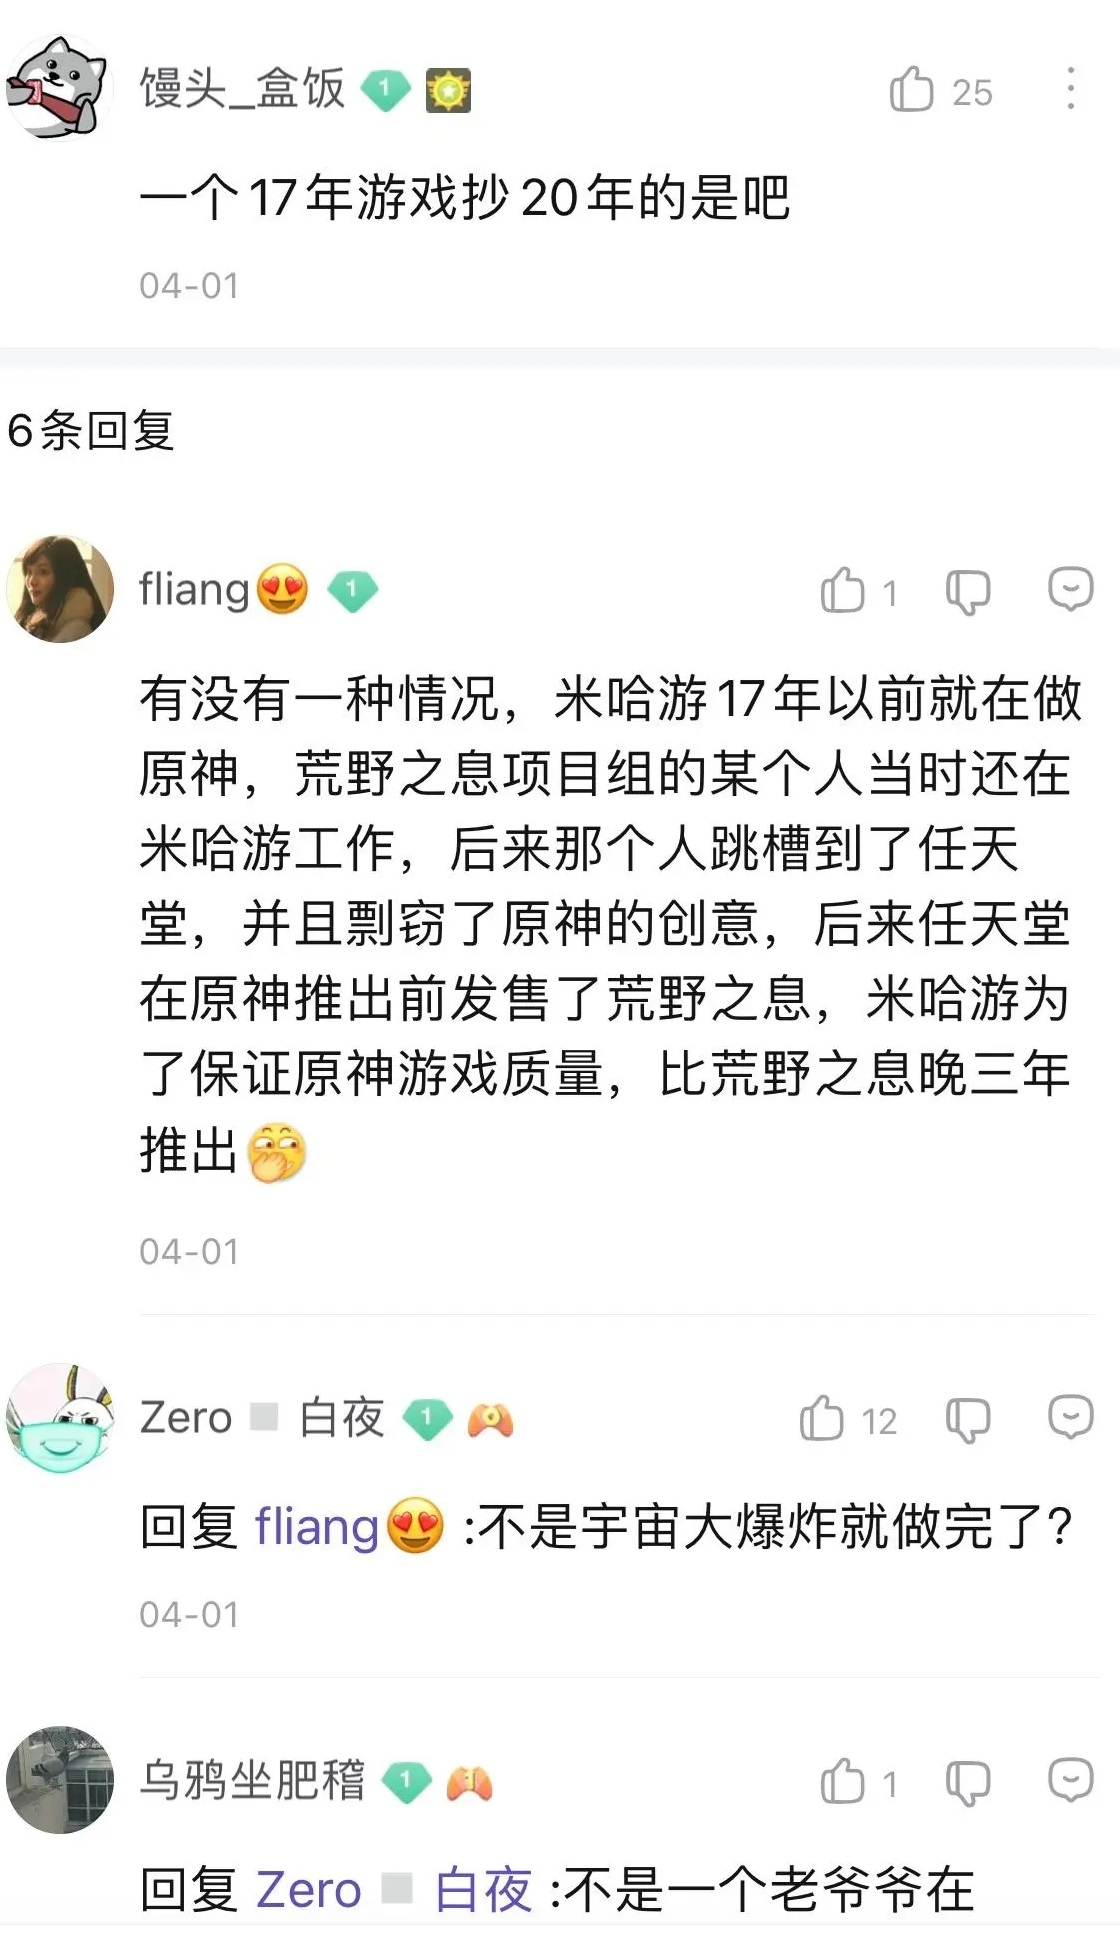 馒头_盒饭 1
25
一个17年游戏抄20年的是吧
04-01
6条回复
fliang😍 1
1
有没有一种情况，米哈游17年以前就在做
原神，荒野之息项目组的某个人当时还在
米哈游工作，后来那个人跳槽到了任天
堂，并且剽窃了原神的创意，后来任天堂
在原神推出前发售了荒野之息，米哈游为
了保证原神游戏质量，比荒野之息晚三年
推出
04-01
Zero 白夜 1
12
回复 fliang😍 :不是宇宙大爆炸就做完了?
04-01
乌鸦坐肥稽 1
1
回复 Zero 白夜 :不是一个老爷爷在